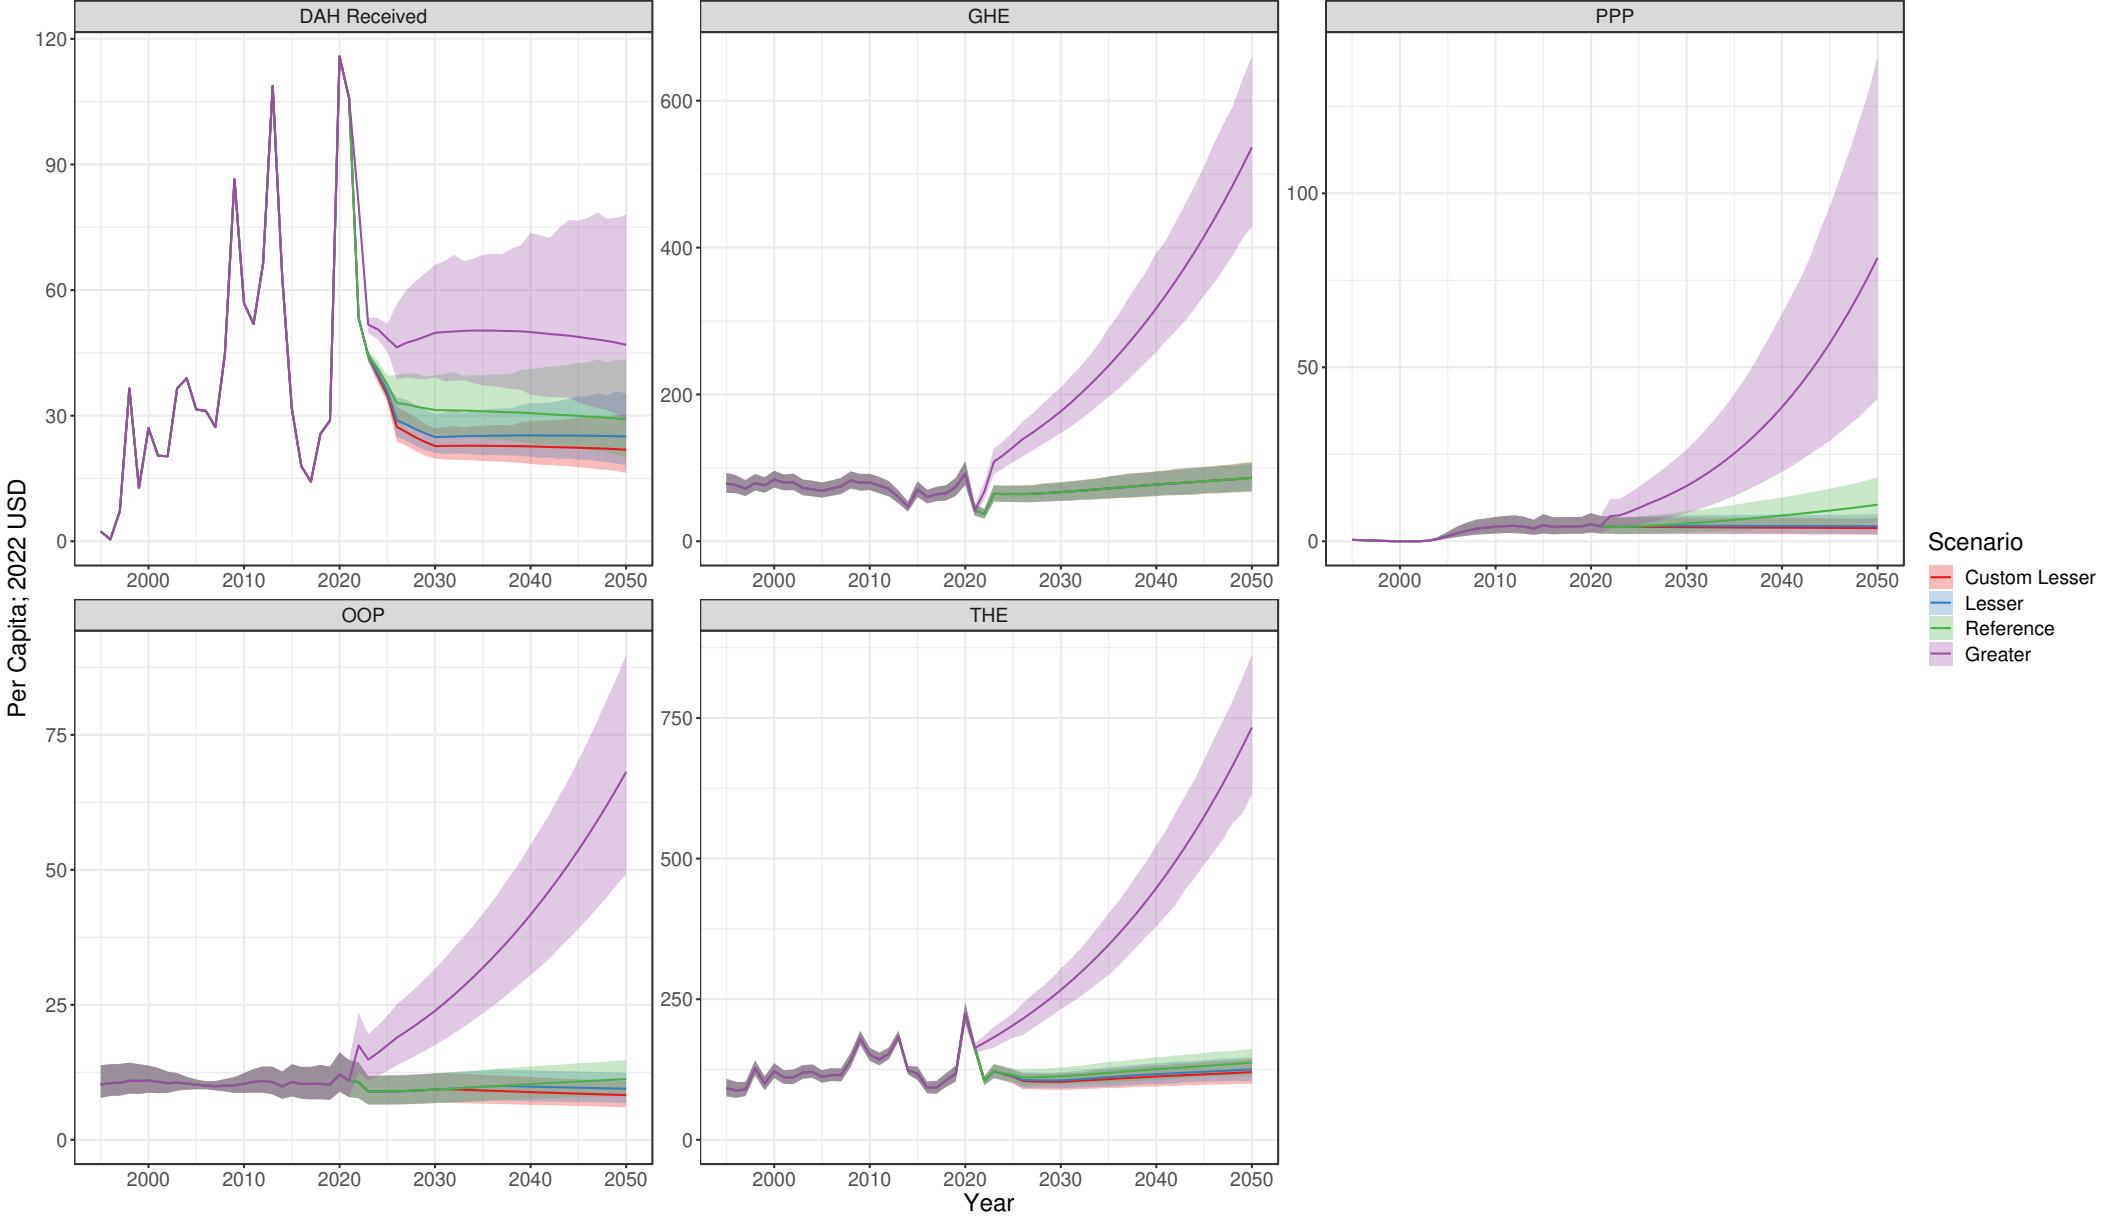 DAH Received
GHE
PPP
120
90
60
30
0
600
400
200
0
100
50
0
2000 2010 2020 2030 2040 2050
2000 2010 2020 2030 2040 2050
2000 2010 2020 2030 2040 2050
OOP
THE
75
50
25
0
750
500
250
0
2000 2010 2020 2030 2040 2050
2000 2010 2020 2030 2040 2050
Per Capita; 2022 USD
Year
Scenario
Custom Lesser
Lesser
Reference
Greater